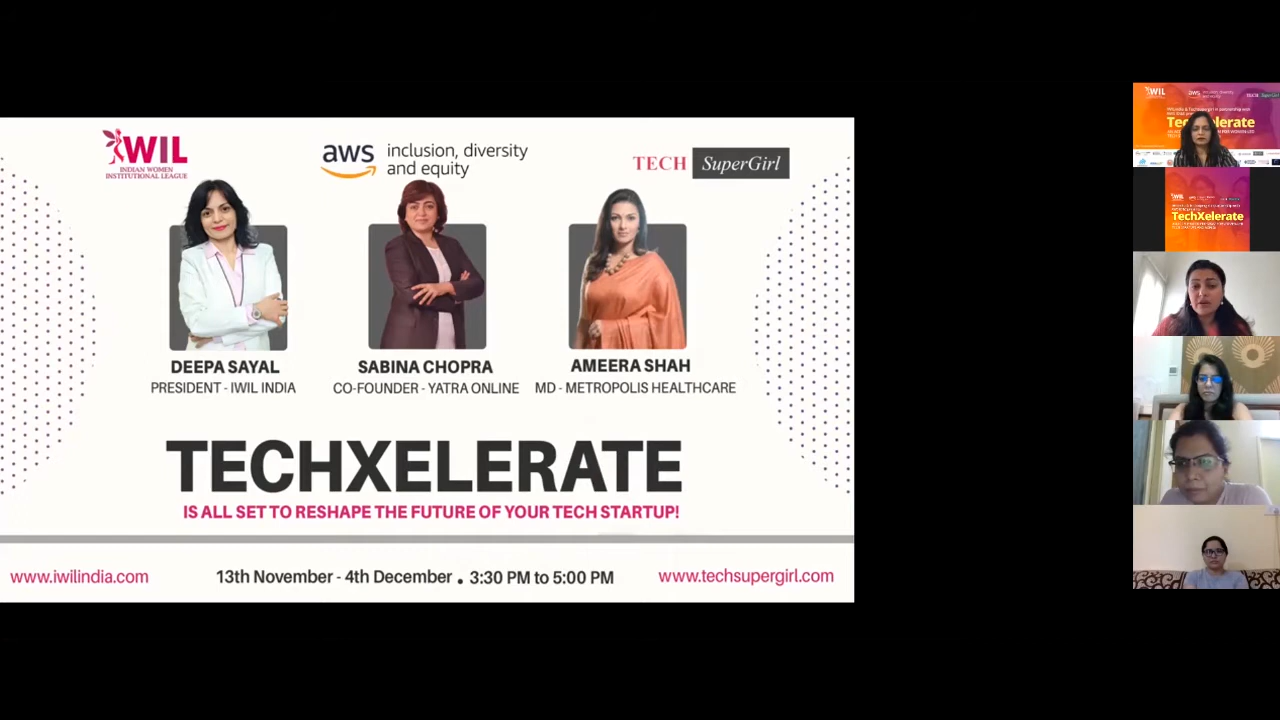 WIL
INDIAN WOMEN
INSTITUTIONAL LEAGUE
aws inclusion, diversity
and equity
TECH SuperGirl
DEEPA SAYAL
PRESIDENT - IWIL INDIA
SABINA CHOPRA
CO-FOUNDER - YATRA ONLINE
AMEERA SHAH
MD - METROPOLIS HEALTHCARE
TECHXELERATE
IS ALL SET TO RESHAPE THE FUTURE OF YOUR TECH STARTUP!
www.iwilindia.com
13th November - 4th December . 3:30 PM to 5:00 PM
www.techsupergirl.com
WIL
aws
TechXelerate